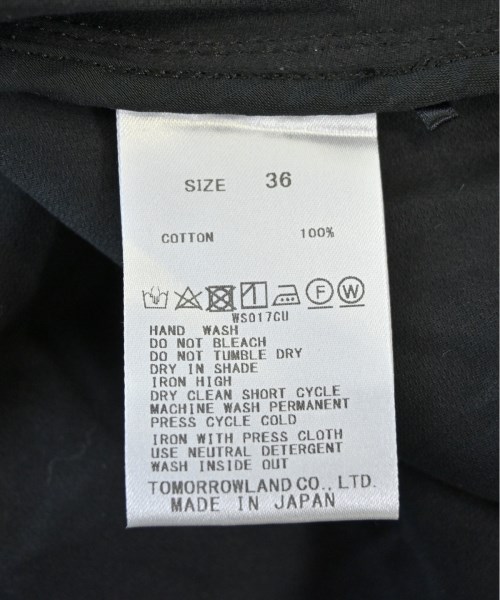 SIZE 36
COTTON 100%
F W
WS017CU
HAND WASH
DO NOT BLEACH
DO NOT TUMBLE DRY
DRY IN SHADE
IRON HIGH
DRY CLEAN SHORT CYCLE
MACHINE WASH PERMANENT
PRESS CYCLE COLD
IRON WITH PRESS CLOTH
USE NEUTRAL DETERGENT
WASH INSIDE OUT
TOMORROWLAND CO., LTD.
MADE IN JAPAN